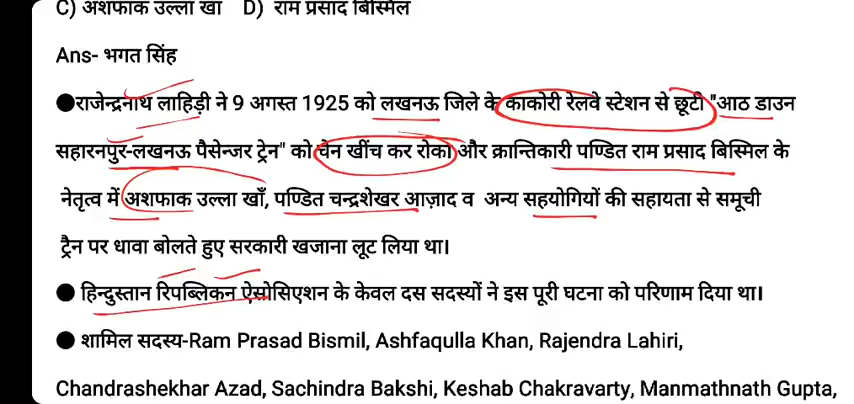 C) अशफाक उल्ला खाँ D) राम प्रसाद बिस्मिल
Ans- भगत सिंह
●राजेन्द्रनाथ लाहिड़ी ने 9 अगस्त 1925 को लखनऊ जिले के काकोरी रेलवे स्टेशन से छूटी "आठ डाउन
सहारनपुर-लखनऊ पैसेन्जर ट्रेन" को चेन खींच कर रोका और क्रान्तिकारी पण्डित राम प्रसाद बिस्मिल के
नेतृत्व में अशफाक उल्ला खाँ, पण्डित चन्द्रशेखर आज़ाद व अन्य सहयोगियों की सहायता से समूची
ट्रैन पर धावा बोलते हुए सरकारी खजाना लूट लिया था।
● हिन्दुस्तान रिपब्लिकन ऐसोसिएशन के केवल दस सदस्यों ने इस पूरी घटना को परिणाम दिया था।
● शामिल सदस्य-Ram Prasad Bismil, Ashfaqulla Khan, Rajendra Lahiri,
Chandrashekhar Azad, Sachindra Bakshi, Keshab Chakravarty, Manmathnath Gupta,